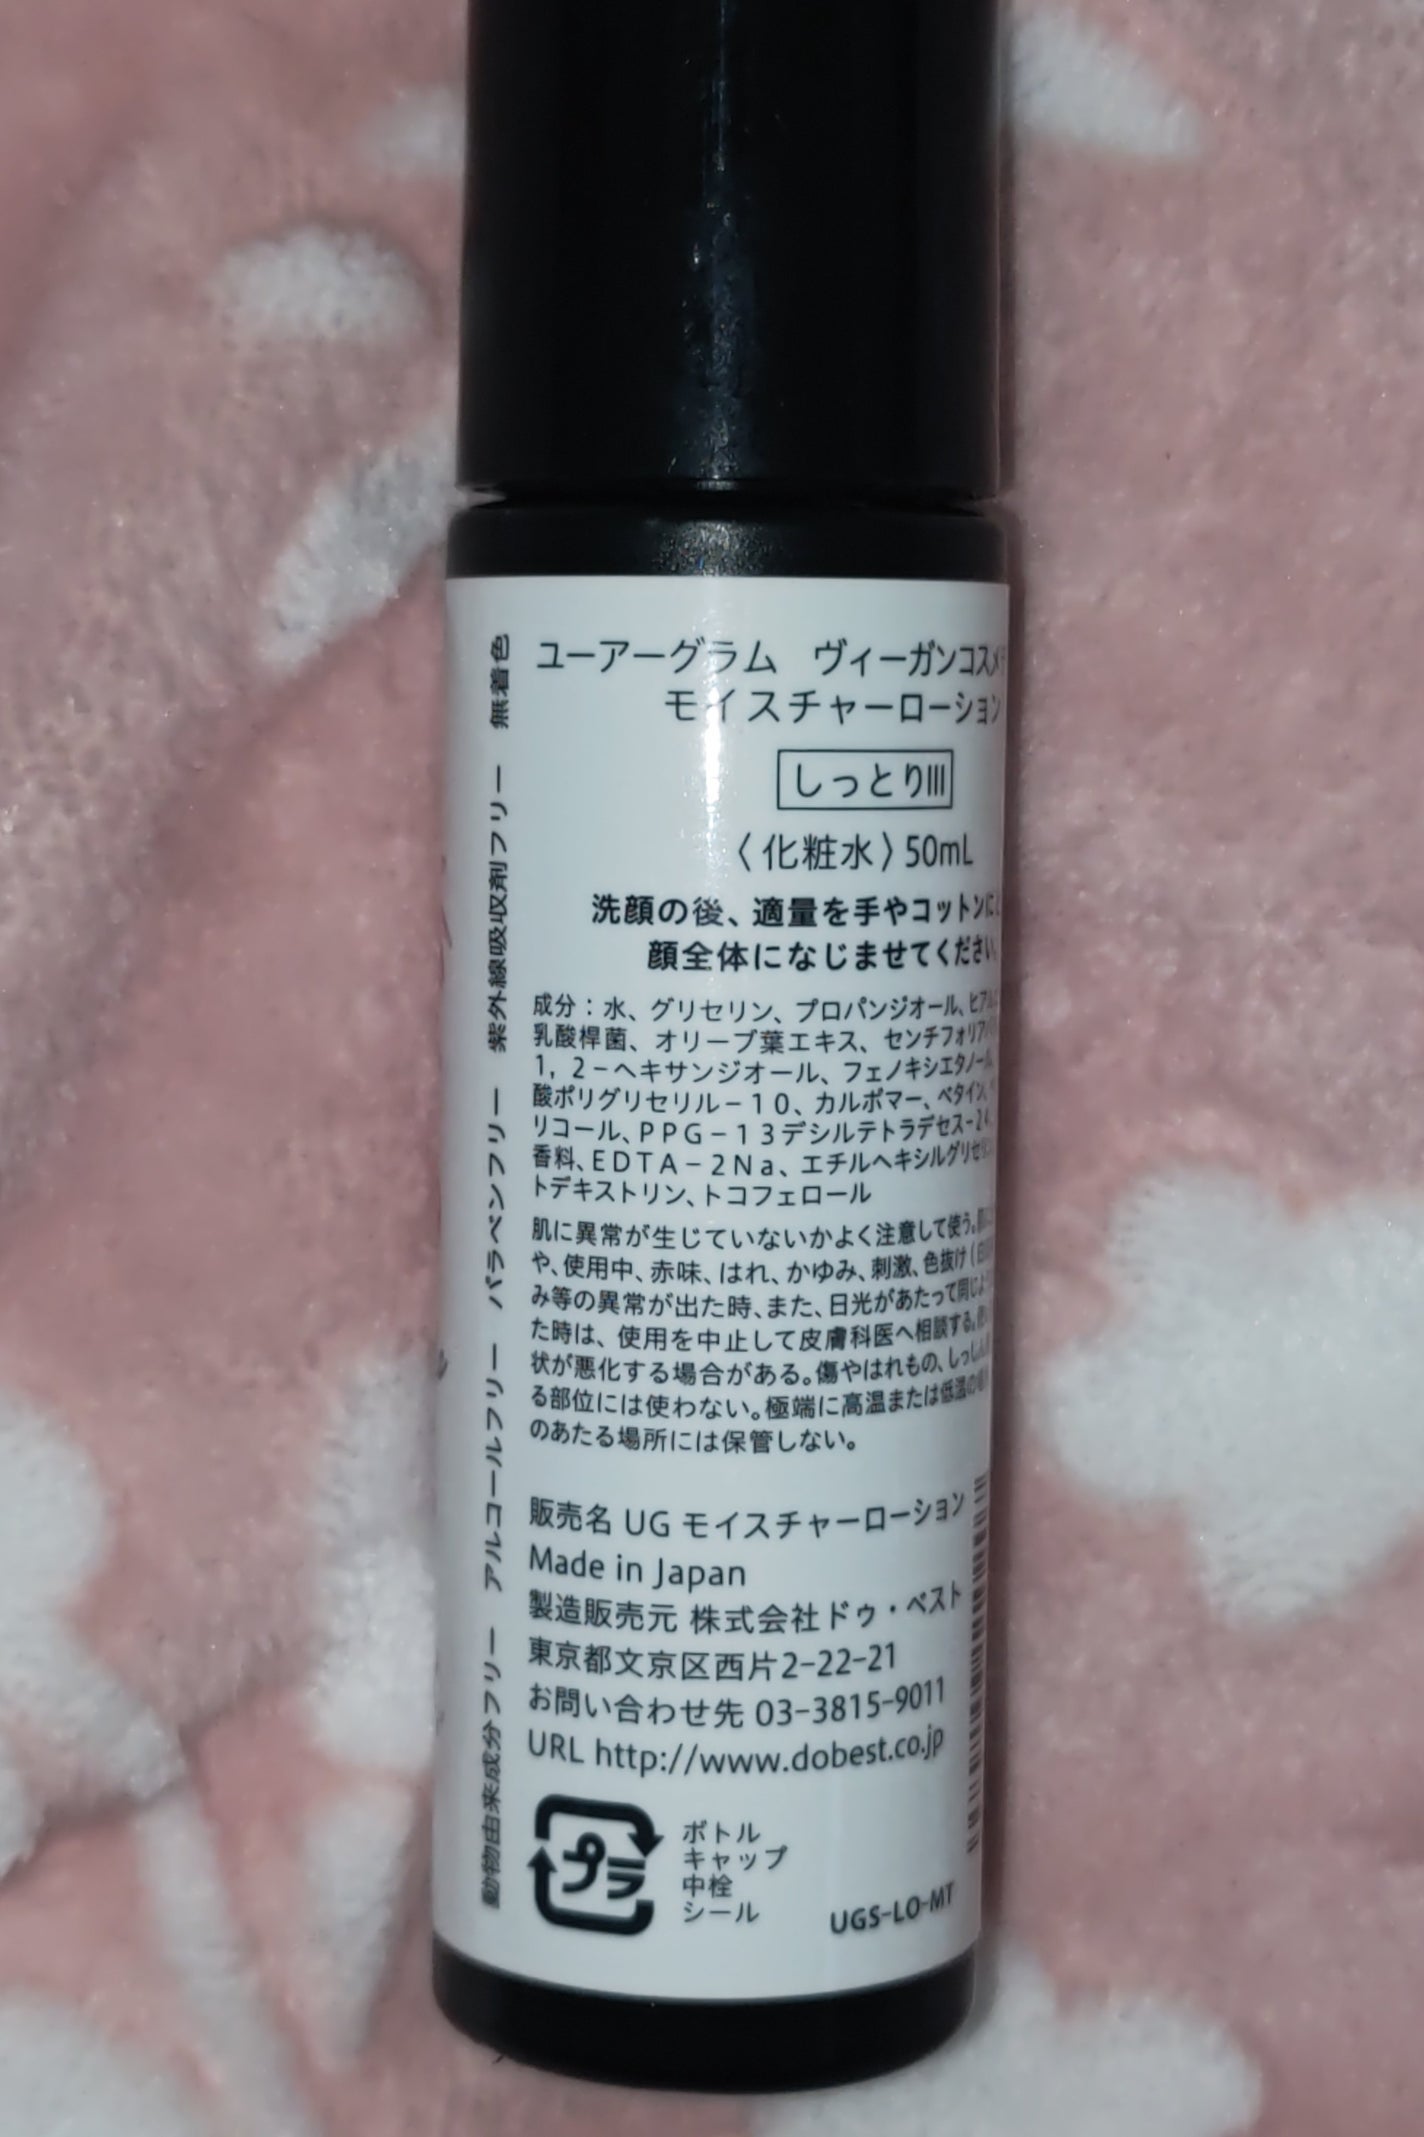 ユーアーグラム ヴィーガンコスメ
モイスチャーローション
しっとりIII
〈化粧水〉50mL
洗顔の後、適量を手やコットンに
顔全体になじませてください。
成分：水、グリセリン、プロパンジオール、ヒアル
乳酸桿菌、オリーブ葉エキス、センチフォリア
1，2－ヘキサンジオール、フェノキシエタノール、
酸ポリグリセリル－10、カルボマー、ベタイン、
リコール、PPG－13デシルテトラデセス－24、
香料、EDTA－2Na、エチルヘキシルグリセ
トデキストリン、トコフェロール
肌に異常が生じていないかよく注意して使う。
や、使用中、赤味、はれ、かゆみ、刺激、色抜け（白
み等の異常が出た時、また、日光があたって同じよ
た時は、使用を中止して皮膚科医へ相談する。
状が悪化する場合がある。傷やはれもの、しっしん
る部位には使わない。極端に高温または低温の
のあたる場所には保管しない。
販売名 UG モイスチャーローション
Made in Japan
製造販売元 株式会社ドゥ・ベスト
東京都文京区西片2-22-21
お問い合わせ先 03-3815-9011
URL http://www.dobest.co.jp
プラ
ボトル
キャップ
中栓
シール
UGS-LO-MT
動物由来成分フリー アルコールフリー パラベンフリー 紫外線吸収剤フリー 無着色